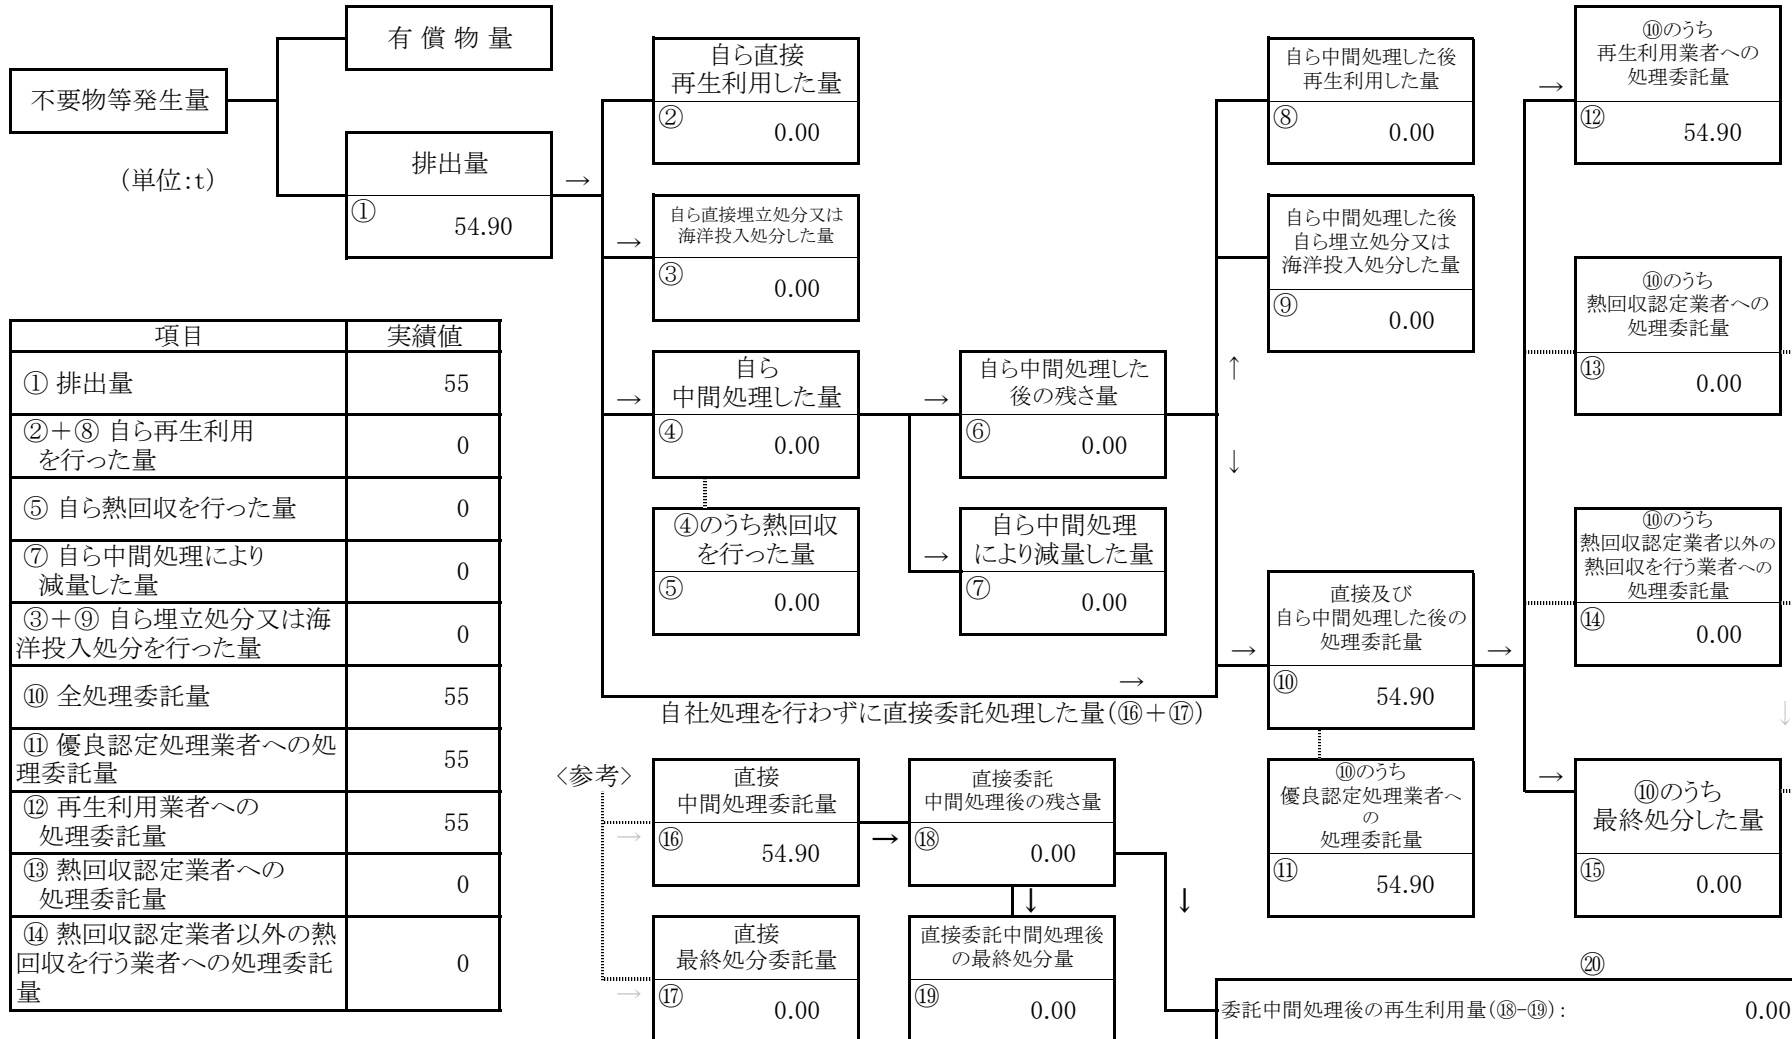 不要物等発生量
(単位:t)
有 償 物 量
排出量
①
54.90
→
自ら直接
再生利用した量
②
0.00
→
自ら直接埋立処分又は
海洋投入処分した量
③
0.00
→
自ら
中間処理した量
④
0.00
④のうち熱回収
を行った量
⑤
0.00
→
自ら中間処理した
後の残さ量
⑥
0.00
→
自ら中間処理
により減量した量
⑦
0.00
→
自社処理を行わずに直接委託処理した量(⑯+⑰)
↑
↓
自ら中間処理した後
再生利用した量
⑧
0.00
自ら中間処理した後
自ら埋立処分又は
海洋投入処分した量
⑨
0.00
→
直接及び
自ら中間処理した後の
処理委託量
⑩
54.90
⑩のうち
優良認定処理業者へ
の
処理委託量
⑪
54.90
→
→
⑩のうち
再生利用業者への
処理委託量
⑫
54.90
⑩のうち
熱回収認定業者への
処理委託量
⑬
0.00
⑩のうち
熱回収認定業者以外の
熱回収を行う業者への
処理委託量
⑭
0.00
↓
→
⑩のうち
最終処分した量
⑮
0.00
項目 実績値
① 排出量 55
②+⑧ 自ら再生利用
を行った量 0
⑤ 自ら熱回収を行った量 0
⑦ 自ら中間処理により
減量した量 0
③+⑨ 自ら埋立処分又は海
洋投入処分を行った量 0
⑩ 全処理委託量 55
⑪ 優良認定処理業者への処
理委託量 55
⑫ 再生利用業者への
処理委託量 55
⑬ 熱回収認定業者への
処理委託量 0
⑭ 熱回収認定業者以外の熱
回収を行う業者への処理委託
量 0
〈参考〉
→
直接
中間処理委託量
⑯
54.90
→
直接委託
中間処理後の残さ量
⑱
0.00
↓
↓
→
直接
最終処分委託量
⑰
0.00
直接委託中間処理後
の最終処分量
⑲
0.00
⑳
委託中間処理後の再生利用量(⑱-⑲): 0.00